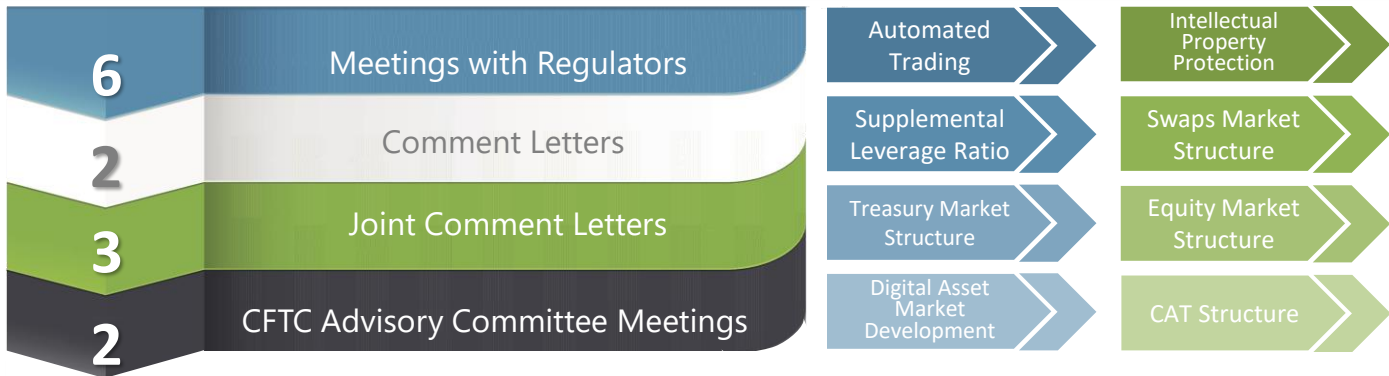 6
Meetings with Regulators
2
Comment Letters
3
Joint Comment Letters
2
CFTC Advisory Committee Meetings
Automated
Trading
Intellectual
Property
Protection
Supplemental
Leverage Ratio
Swaps Market
Structure
Treasury Market
Structure
Equity Market
Structure
Digital Asset
Market
Development
CAT Structure